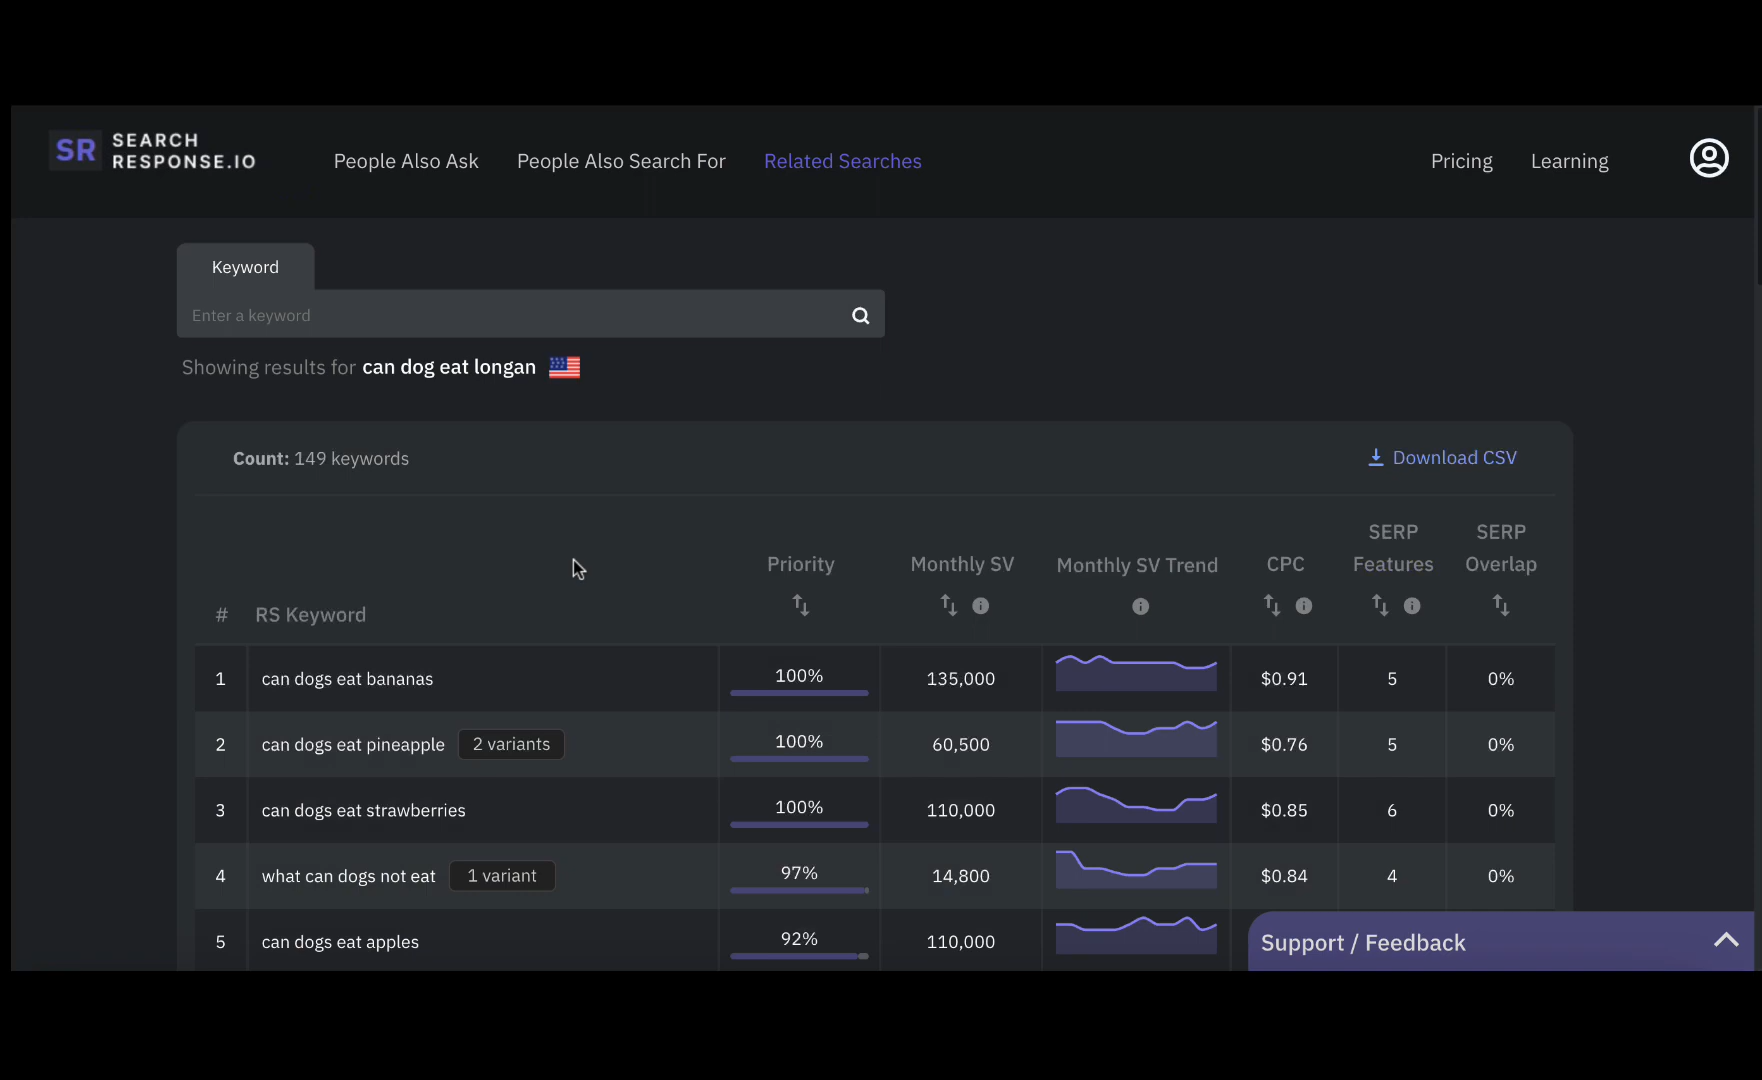 SR SEARCH RESPONSE.IO
People Also Ask People Also Search For Related Searches Pricing Learning
Keyword
Enter a keyword
Showing results for can dog eat longan
Count: 149 keywords Download CSV
# RS Keyword Priority Monthly SV Monthly SV Trend CPC SERP Features SERP Overlap
1 can dogs eat bananas 100% 135,000 $0.91 5 0%
2 can dogs eat pineapple 2 variants 100% 60,500 $0.76 5 0%
3 can dogs eat strawberries 100% 110,000 $0.85 6 0%
4 what can dogs not eat 1 variant 97% 14,800 $0.84 4 0%
5 can dogs eat apples 92% 110,000
Support / Feedback